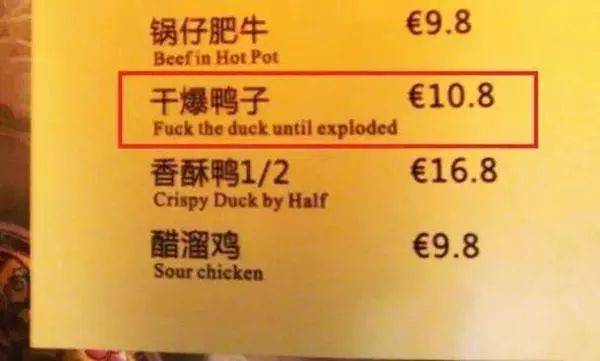 锅仔肥牛 €9.8
Beef in Hot Pot
干爆鸭子 €10.8
Fuck the duck until exploded
香酥鸭1/2 €16.8
Crispy Duck by Half
醋溜鸡 €9.8
Sour chicken